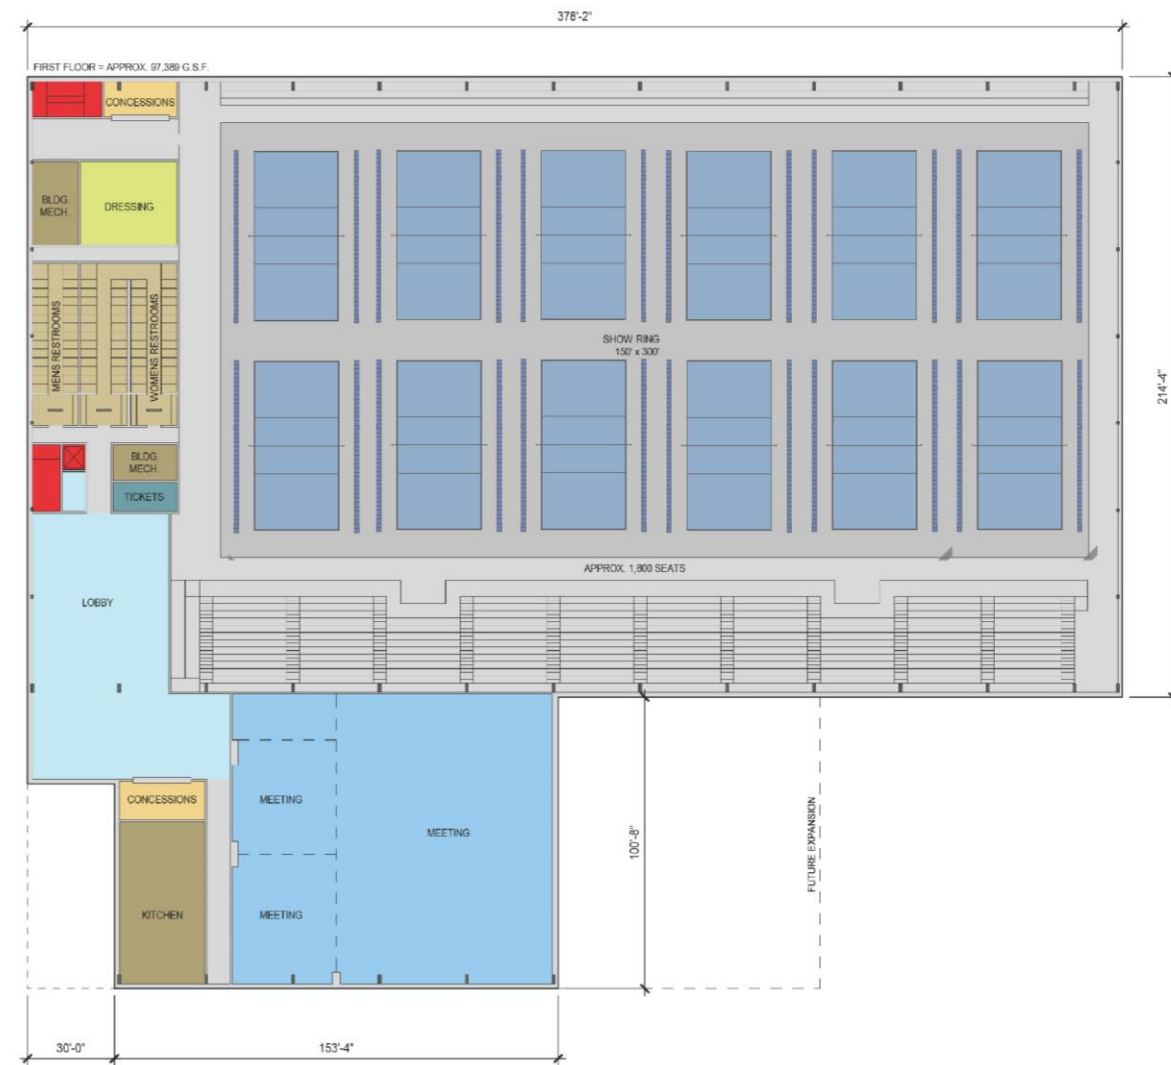 378'-2"
FIRST FLOOR = APPROX. 97,389 G.S.F.
CONCESSIONS
BLDG.
MECH.
DRESSING
214'-4"
MENS RESTROOMS
WOMENS RESTROOMS
SHOW RING
150' x 300'
BLDG.
MECH.
TICKETS
APPROX. 1,800 SEATS
LOBBY
CONCESSIONS
MEETING
MEETING
100'-8"
FUTURE EXPANSION
KITCHEN
MEETING
30'-0"
153'-4"